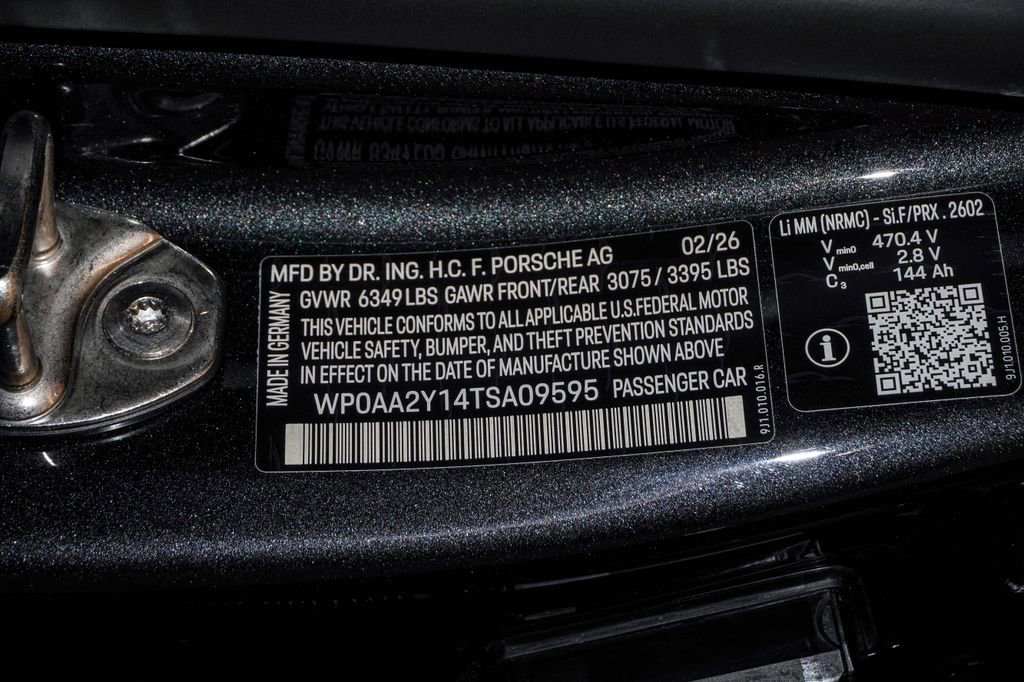 MFD BY DR. ING. H.C. F. PORSCHE AG 02/26
GVWR 6349 LBS GAWR FRONT/REAR 3075 / 3395 LBS
THIS VEHICLE CONFORMS TO ALL APPLICABLE U.S.FEDERAL MOTOR
VEHICLE SAFETY, BUMPER, AND THEFT PREVENTION STANDARDS
IN EFFECT ON THE DATE OF MANUFACTURE SHOWN ABOVE
WP0AA2Y14TSA09595 PASSENGER CAR
MADE IN GERMANY
9J1.010.016.R
Li MM (NRMC) - Si.F/PRX . 2602
Vmin0 470.4 V
Vmin0,cell 2.8 V
C3 144 Ah
i
9J1.010.005.H